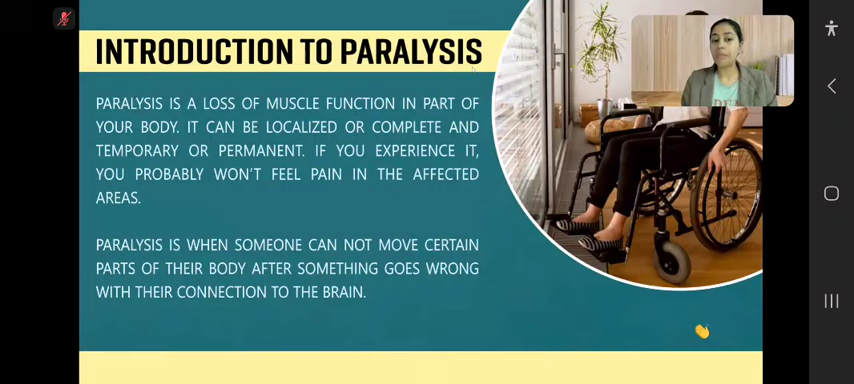 INTRODUCTION TO PARALYSIS
PARALYSIS IS A LOSS OF MUSCLE FUNCTION IN PART OF
YOUR BODY. IT CAN BE LOCALIZED OR COMPLETE AND
TEMPORARY OR PERMANENT. IF YOU EXPERIENCE IT,
YOU PROBABLY WON'T FEEL PAIN IN THE AFFECTED
AREAS.
PARALYSIS IS WHEN SOMEONE CAN NOT MOVE CERTAIN
PARTS OF THEIR BODY AFTER SOMETHING GOES WRONG
WITH THEIR CONNECTION TO THE BRAIN.